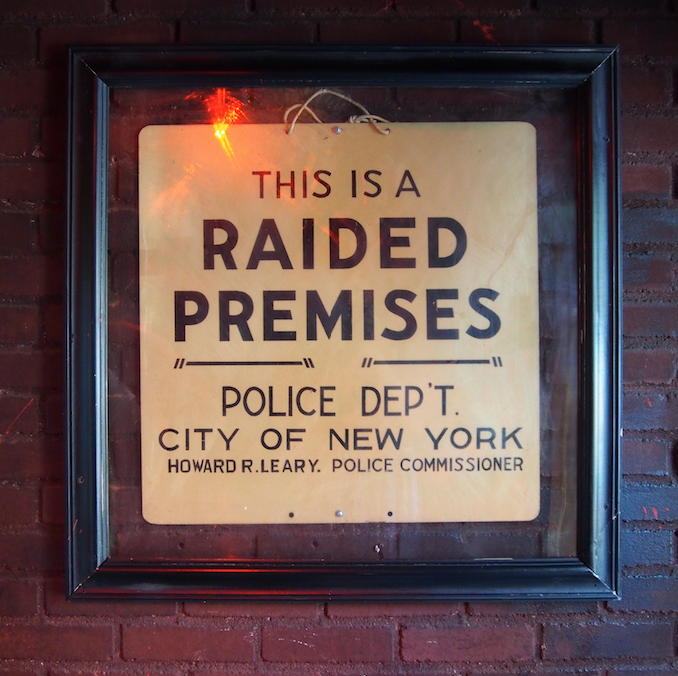 THIS IS A
RAIDED
PREMISES
POLICE DEP'T.
CITY OF NEW YORK
HOWARD R. LEARY. POLICE COMMISSIONER